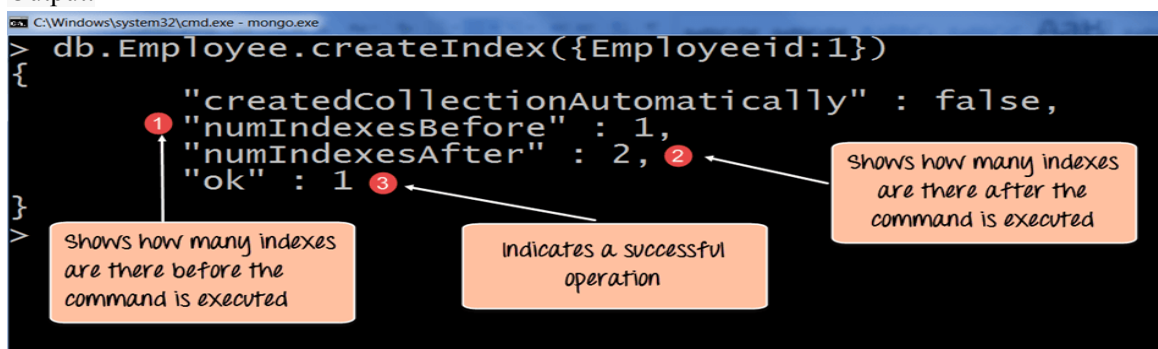 Output:
C:\Windows\system32\cmd.exe - mongo.exe
> db.Employee.createIndex({Employeeid:1})
{
"createdCollectionAutomatically" : false,
1 "numIndexesBefore" : 1,
"numIndexesAfter" : 2, 2
"ok" : 1 3
}
>
Shows how many indexes
are there before the
command is executed
Indicates a successful
operation
Shows how many indexes
are there after the
command is executed